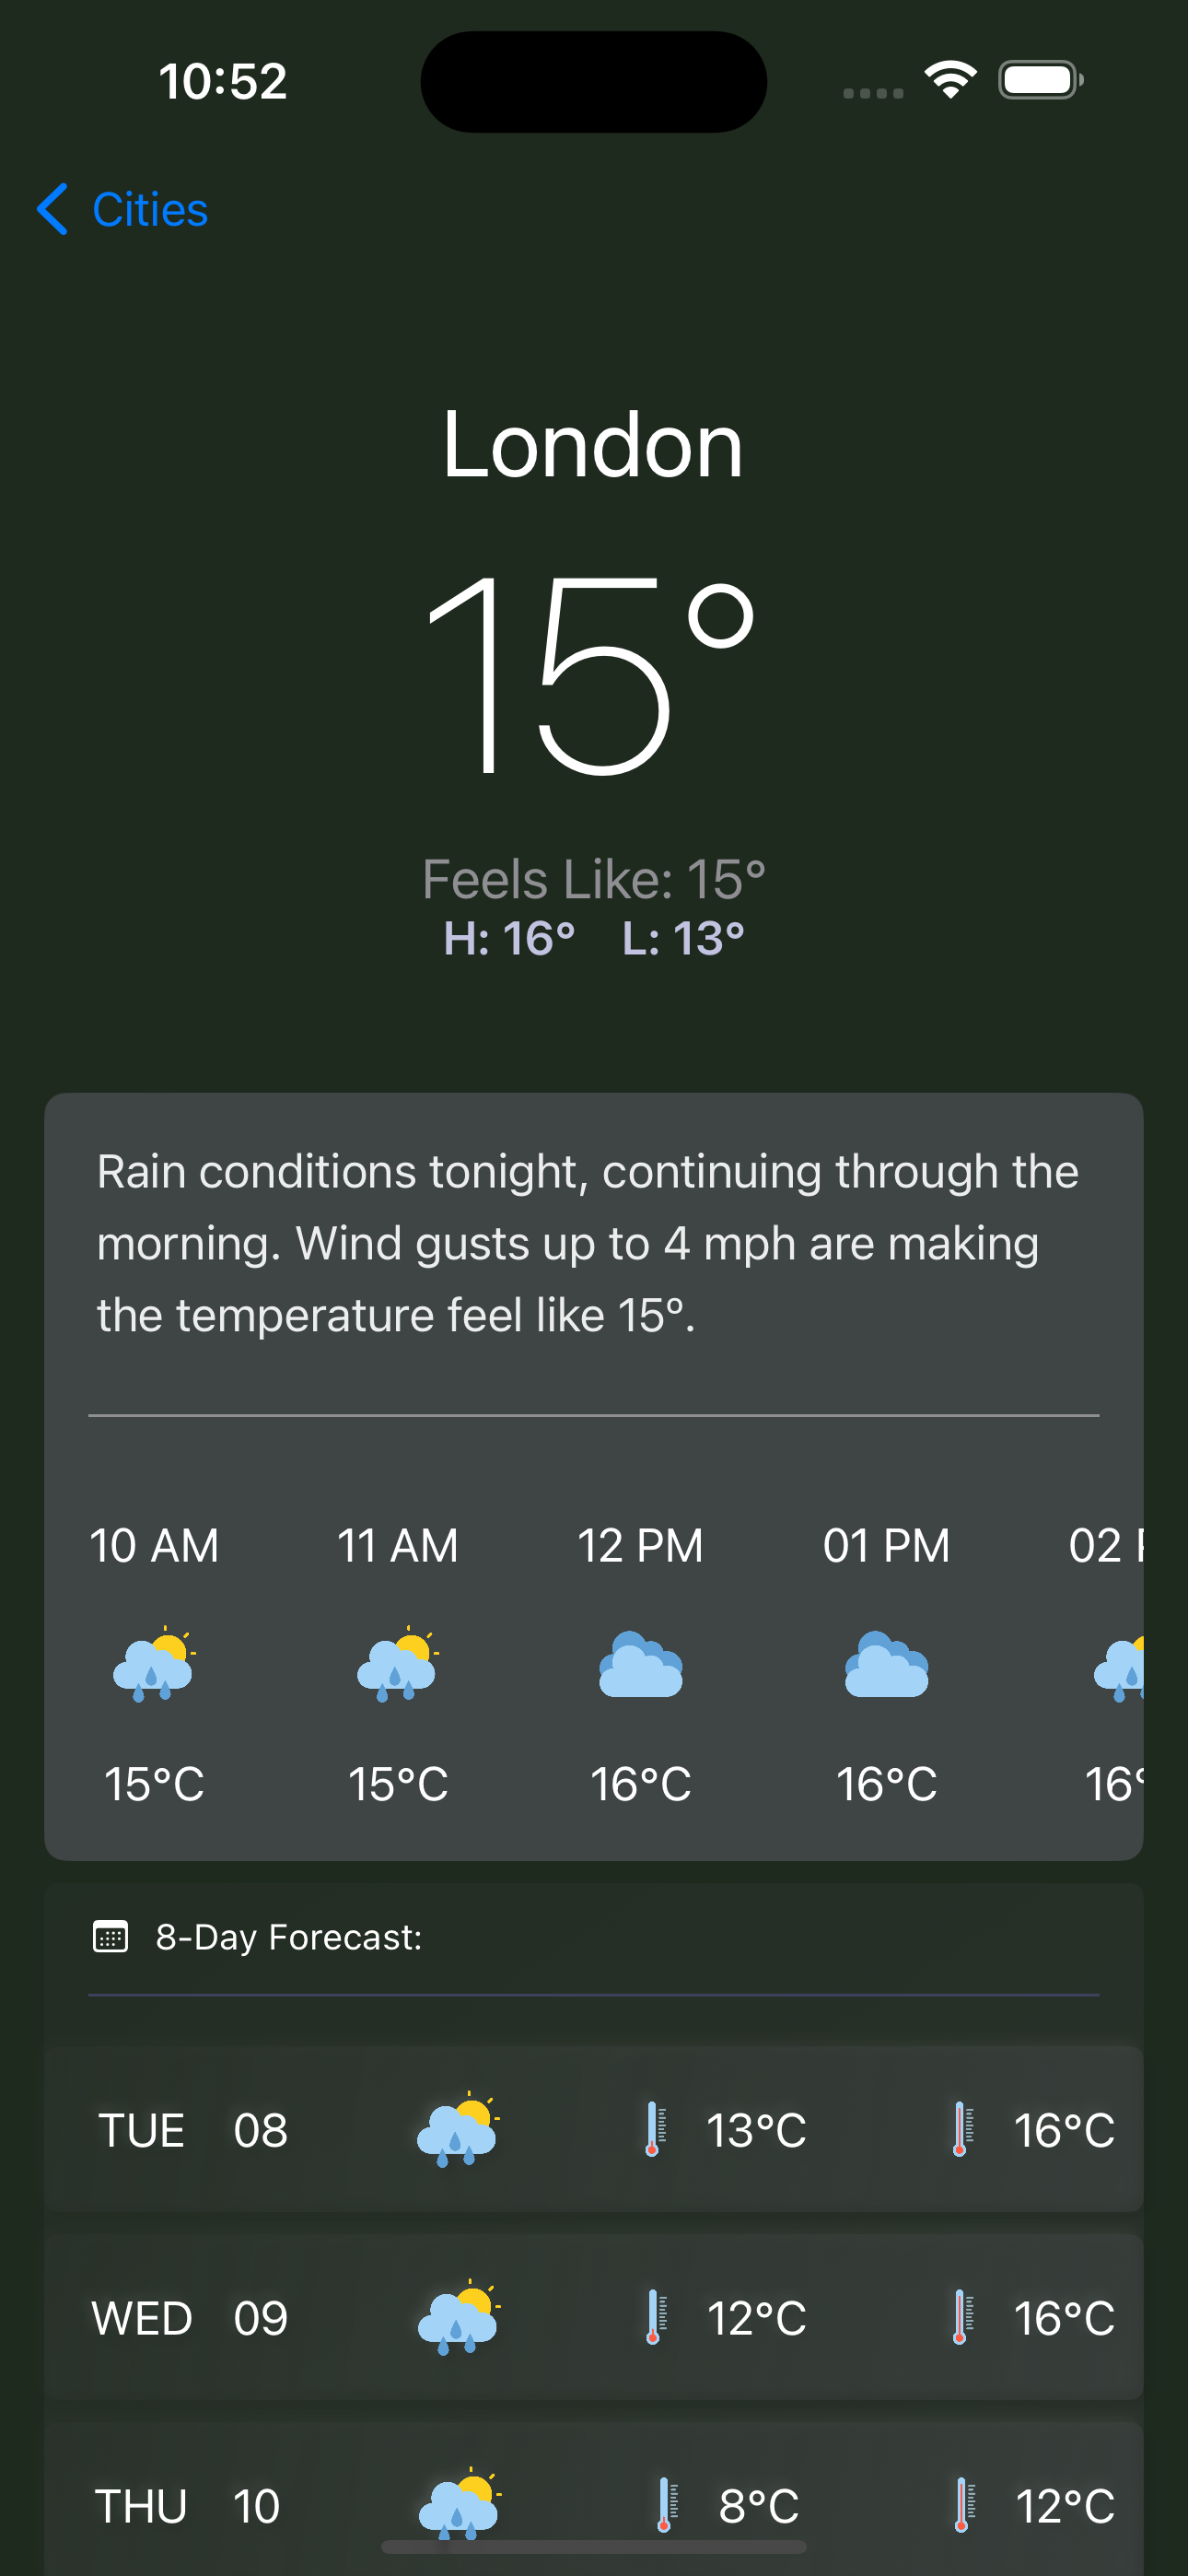 10:52
Cities
London
15°
Feels Like: 15°
H: 16° L: 13°
Rain conditions tonight, continuing through the
morning. Wind gusts up to 4 mph are making
the temperature feel like 15º.
10 AM 11 AM 12 PM 01 PM 02
15°C 15°C 16°C 16°C 16°
8-Day Forecast:
TUE 08 13°C 16°C
WED 09 12°C 16°C
THU 10 8°C 12°C